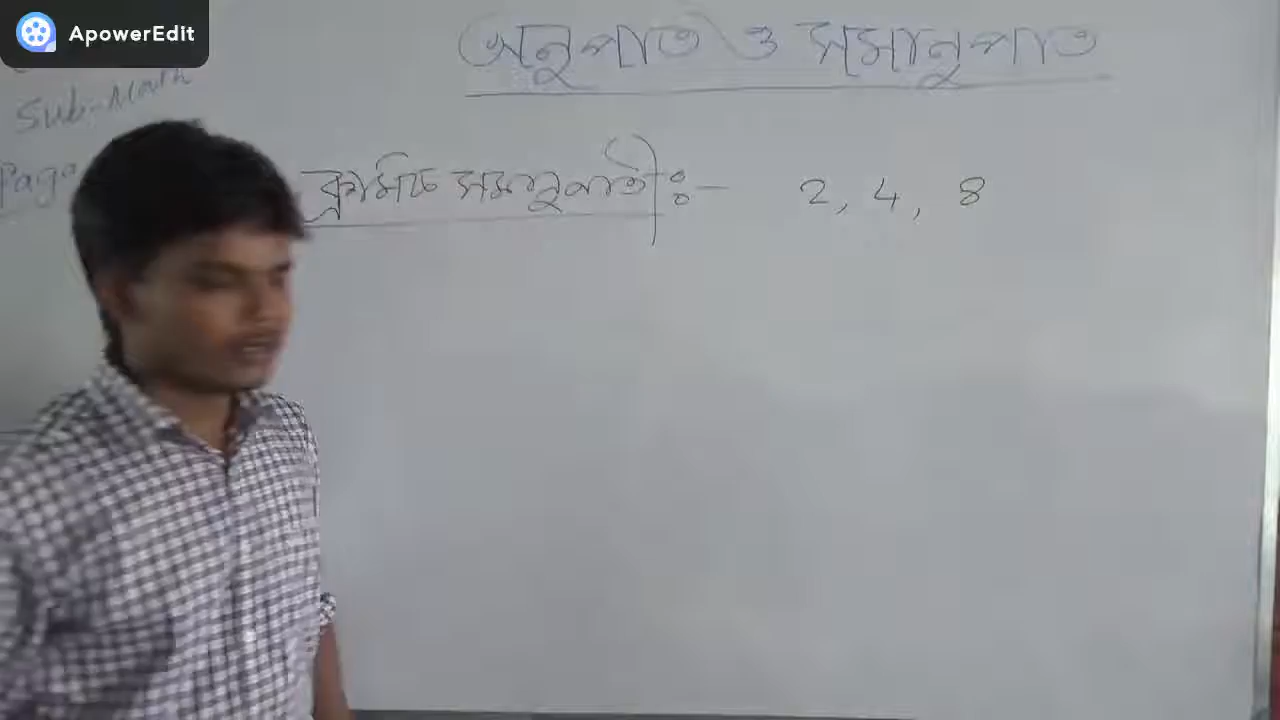 ApowerEdit
অনুপাত ও সমানুপাত
Sub-Math
ক্রমিক সমানুপাতী :- 2, 4, 8